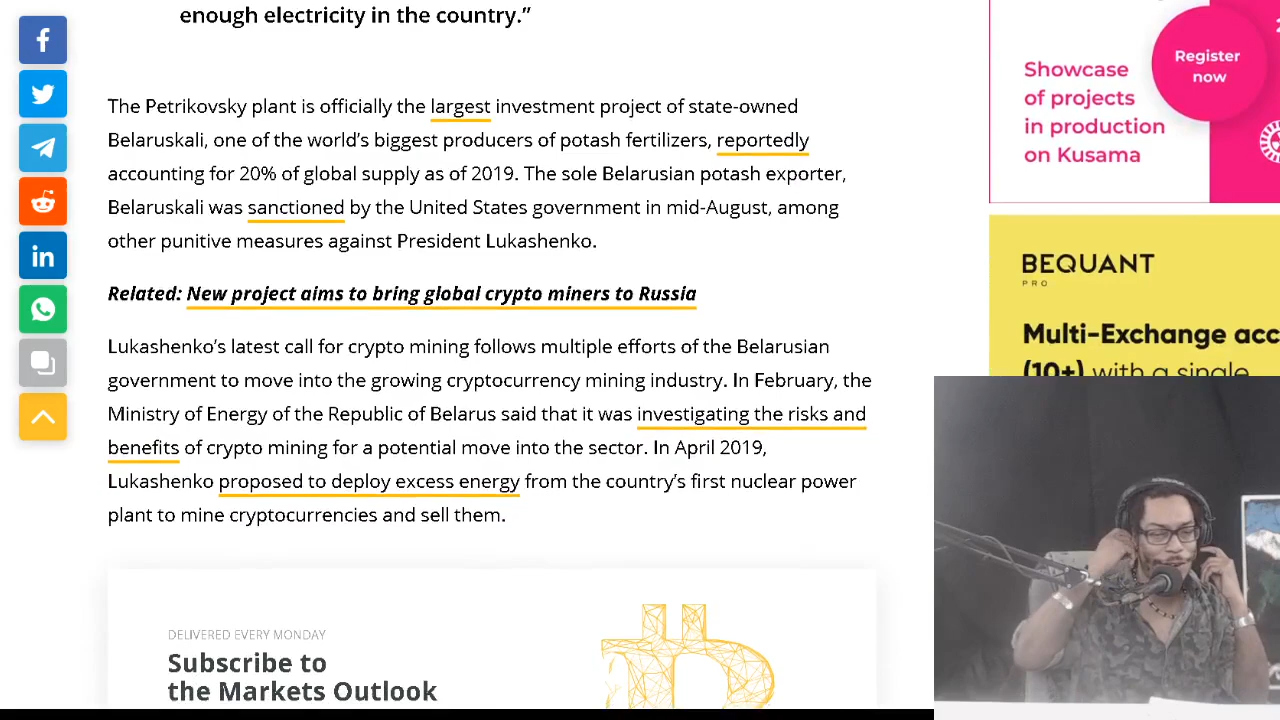 enough electricity in the country.”
The Petrikovsky plant is officially the largest investment project of state-owned
Belaruskali, one of the world’s biggest producers of potash fertilizers, reportedly
accounting for 20% of global supply as of 2019. The sole Belarusian potash exporter,
Belaruskali was sanctioned by the United States government in mid-August, among
other punitive measures against President Lukashenko.
Related: New project aims to bring global crypto miners to Russia
Lukashenko’s latest call for crypto mining follows multiple efforts of the Belarusian
government to move into the growing cryptocurrency mining industry. In February, the
Ministry of Energy of the Republic of Belarus said that it was investigating the risks and
benefits of crypto mining for a potential move into the sector. In April 2019,
Lukashenko proposed to deploy excess energy from the country’s first nuclear power
plant to mine cryptocurrencies and sell them.
DELIVERED EVERY MONDAY
Subscribe to
the Markets Outlook
Showcase
of projects
in production
on Kusama
Register
now
BEQUANT
PRO
Multi-Exchange acc
(10+) with a single
in